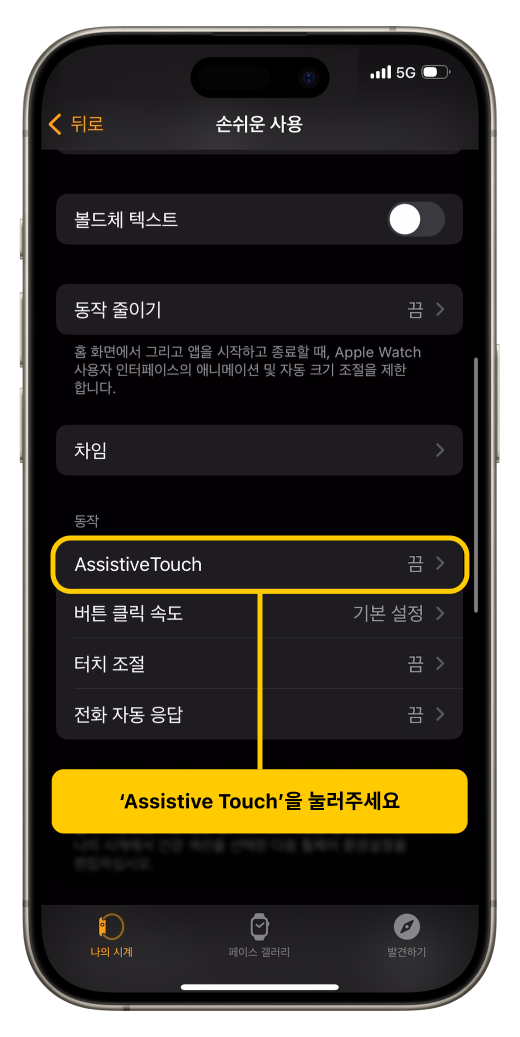 5G
뒤로
손쉬운 사용
볼드체 텍스트
동작 줄이기 끔
홈 화면에서 그리고 앱을 시작하고 종료할 때, Apple Watch
사용자 인터페이스의 애니메이션 및 자동 크기 조절을 제한
합니다.
차임
동작
AssistiveTouch 끔
버튼 클릭 속도 기본 설정
터치 조절 끔
전화 자동 응답 끔
‘Assistive Touch’을 눌러주세요
나의 시계 페이스 갤러리 발견하기